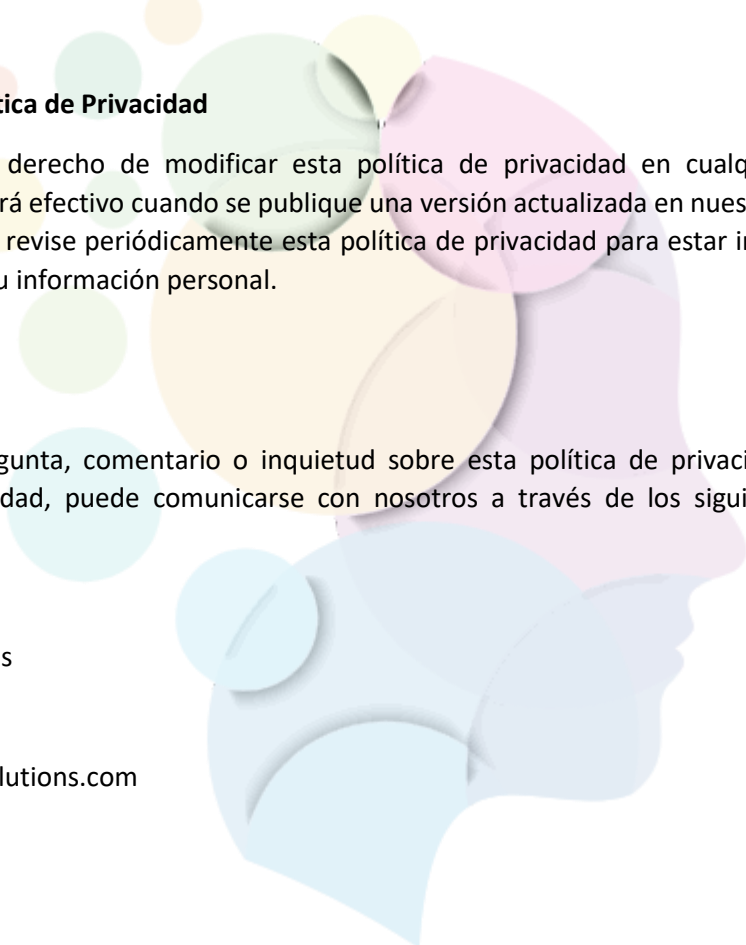 tica de Privacidad
derecho de modificar esta política de privacidad en cualq
rá efectivo cuando se publique una versión actualizada en nues
revise periódicamente esta política de privacidad para estar i
u información personal.
gunta, comentario o inquietud sobre esta política de privaci
dad, puede comunicarse con nosotros a través de los sigui
s
lutions.com